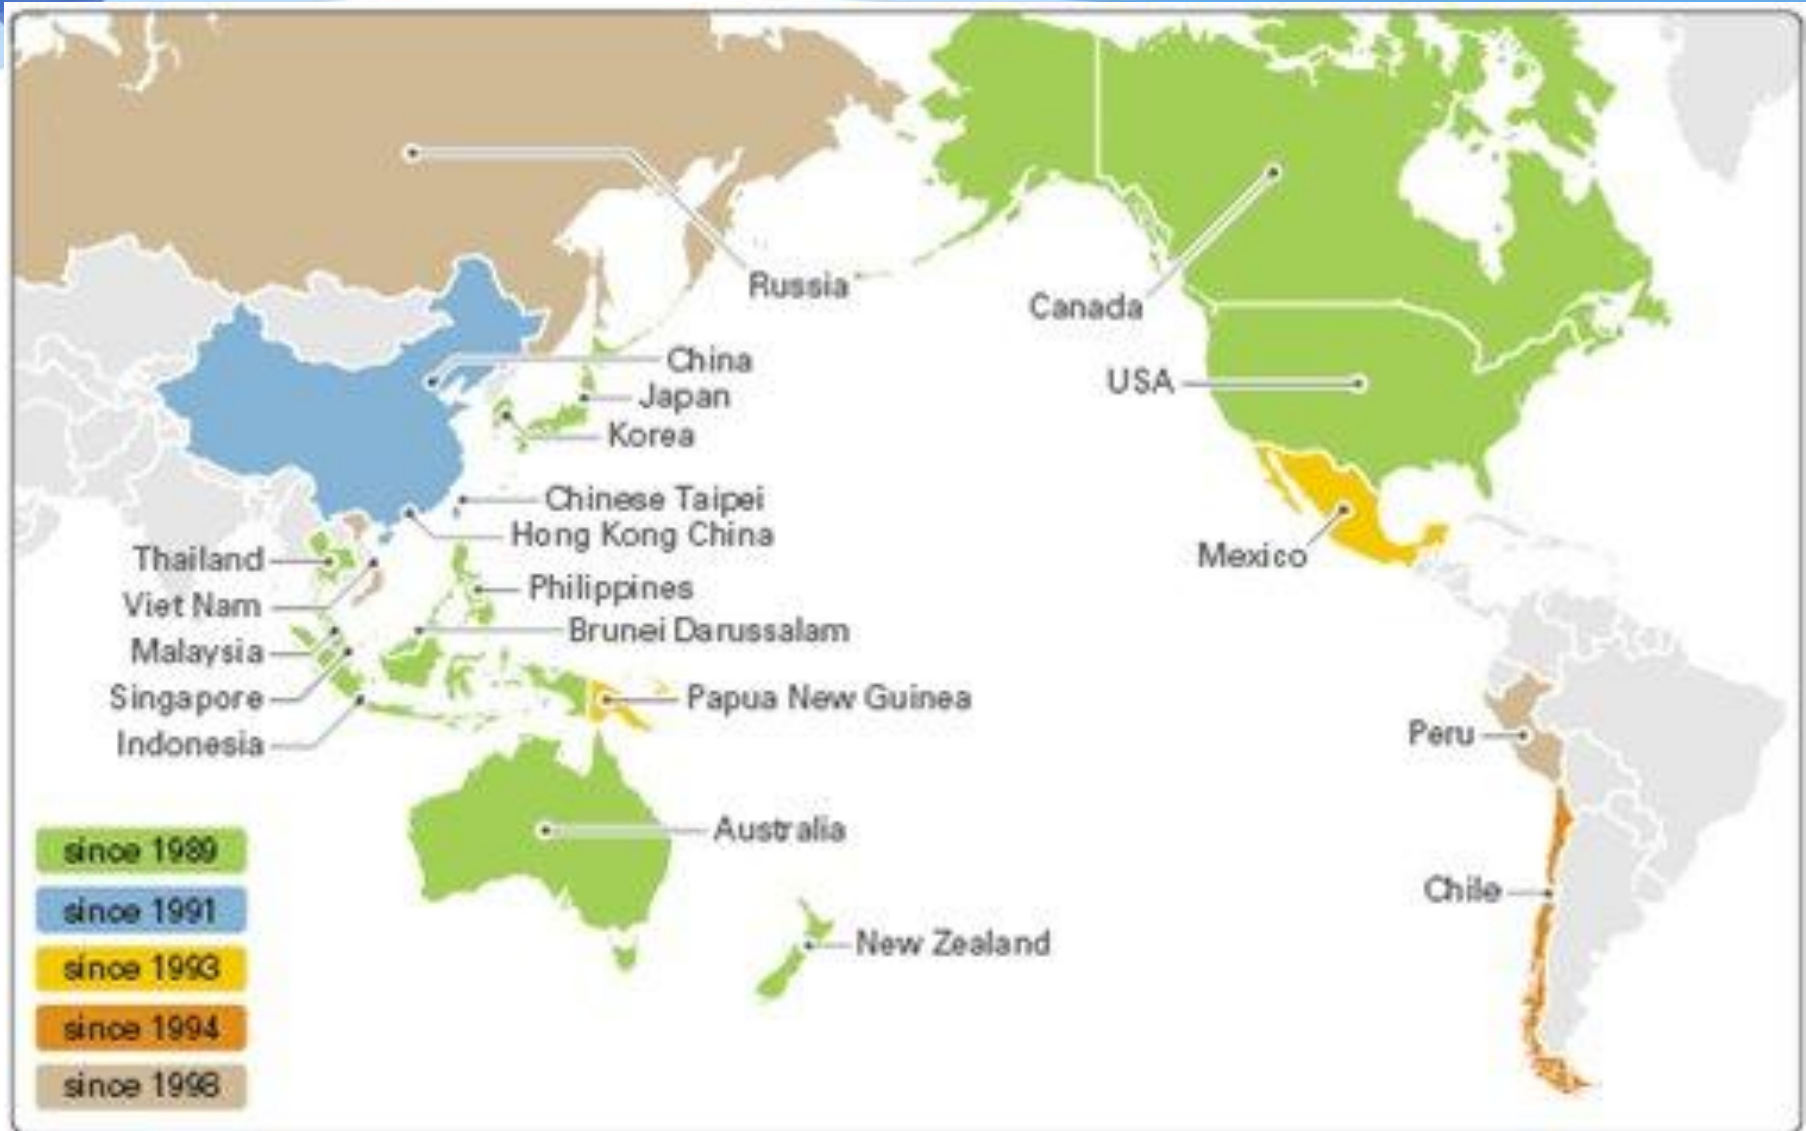 Russia
Canada
China
USA
Japan
Korea
Chinese Taipei
Hong Kong China
Mexico
Thailand
Philippines
Viet Nam
Brunei Darussalam
Malaysia
Singapore
Papua New Guinea
Peru
Indonesia
Australia
since 1989
Chile
since 1991
New Zealand
since 1993
since 1994
since 1998